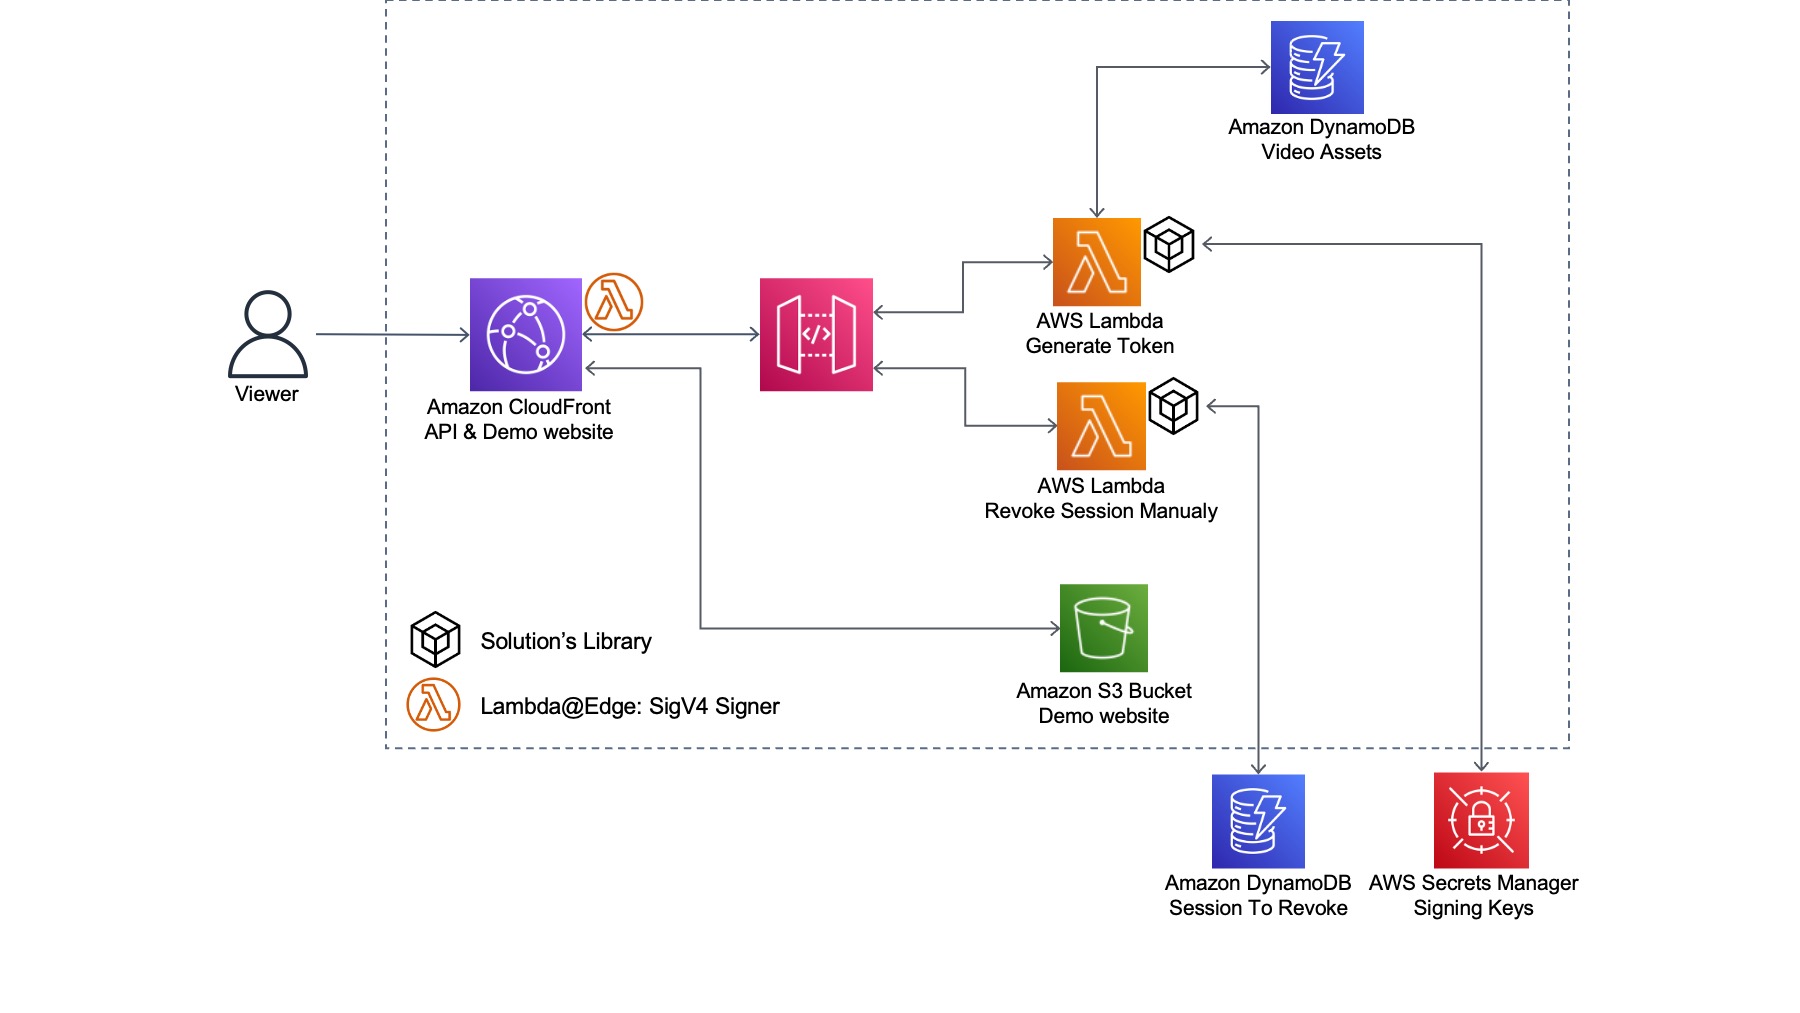 Amazon DynamoDB
Video Assets
AWS Lambda
Generate Token
</>
Viewer
Amazon CloudFront
API & Demo website
AWS Lambda
Revoke Session Manualy
Solution’s Library
Lambda@Edge: SigV4 Signer
Amazon S3 Bucket
Demo website
Amazon DynamoDB
Session To Revoke
AWS Secrets Manager
Signing Keys